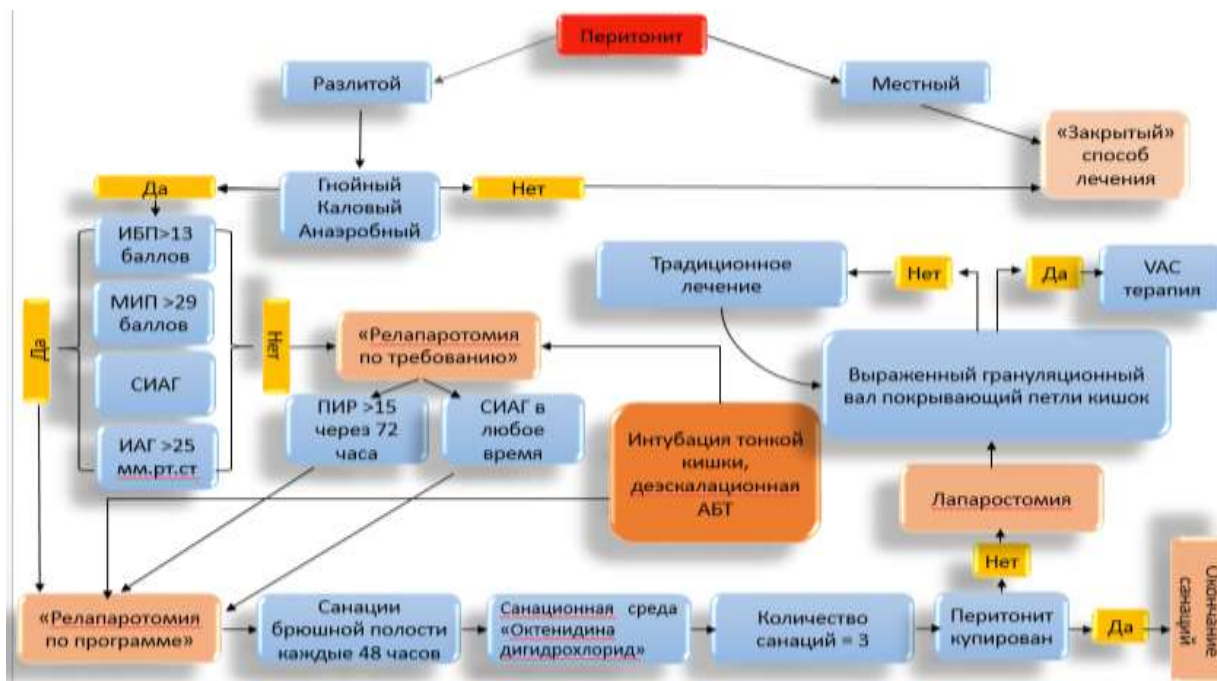 Перитонит
Разлитой
Местный
«Закрытый»
способ
лечения
Да
Гнойный
Каловый
Анаэробный
Нет
ИБП>13
баллов
МИП >29
баллов
СИАГ
ИАГ >25
мм.рт.ст
Да
Нет
«Релапаротомия
по требованию»
ПИР >15
через 72
часа
СИАГ в
любое
время
Традиционное
лечение
Нет
Да
VAC
терапия
Выраженный грануляционный
вал покрывающий петли кишок
Интубация тонкой
кишки,
деэскалационная
АБТ
Лапаростомия
Нет
«Релапаротомия
по программе»
Санации
брюшной полости
каждые 48 часов
Санационная среда
«Октенидина
дигидрохлорид»
Количество
санаций = 3
Перитонит
купирован
Да
Окончание
санаций